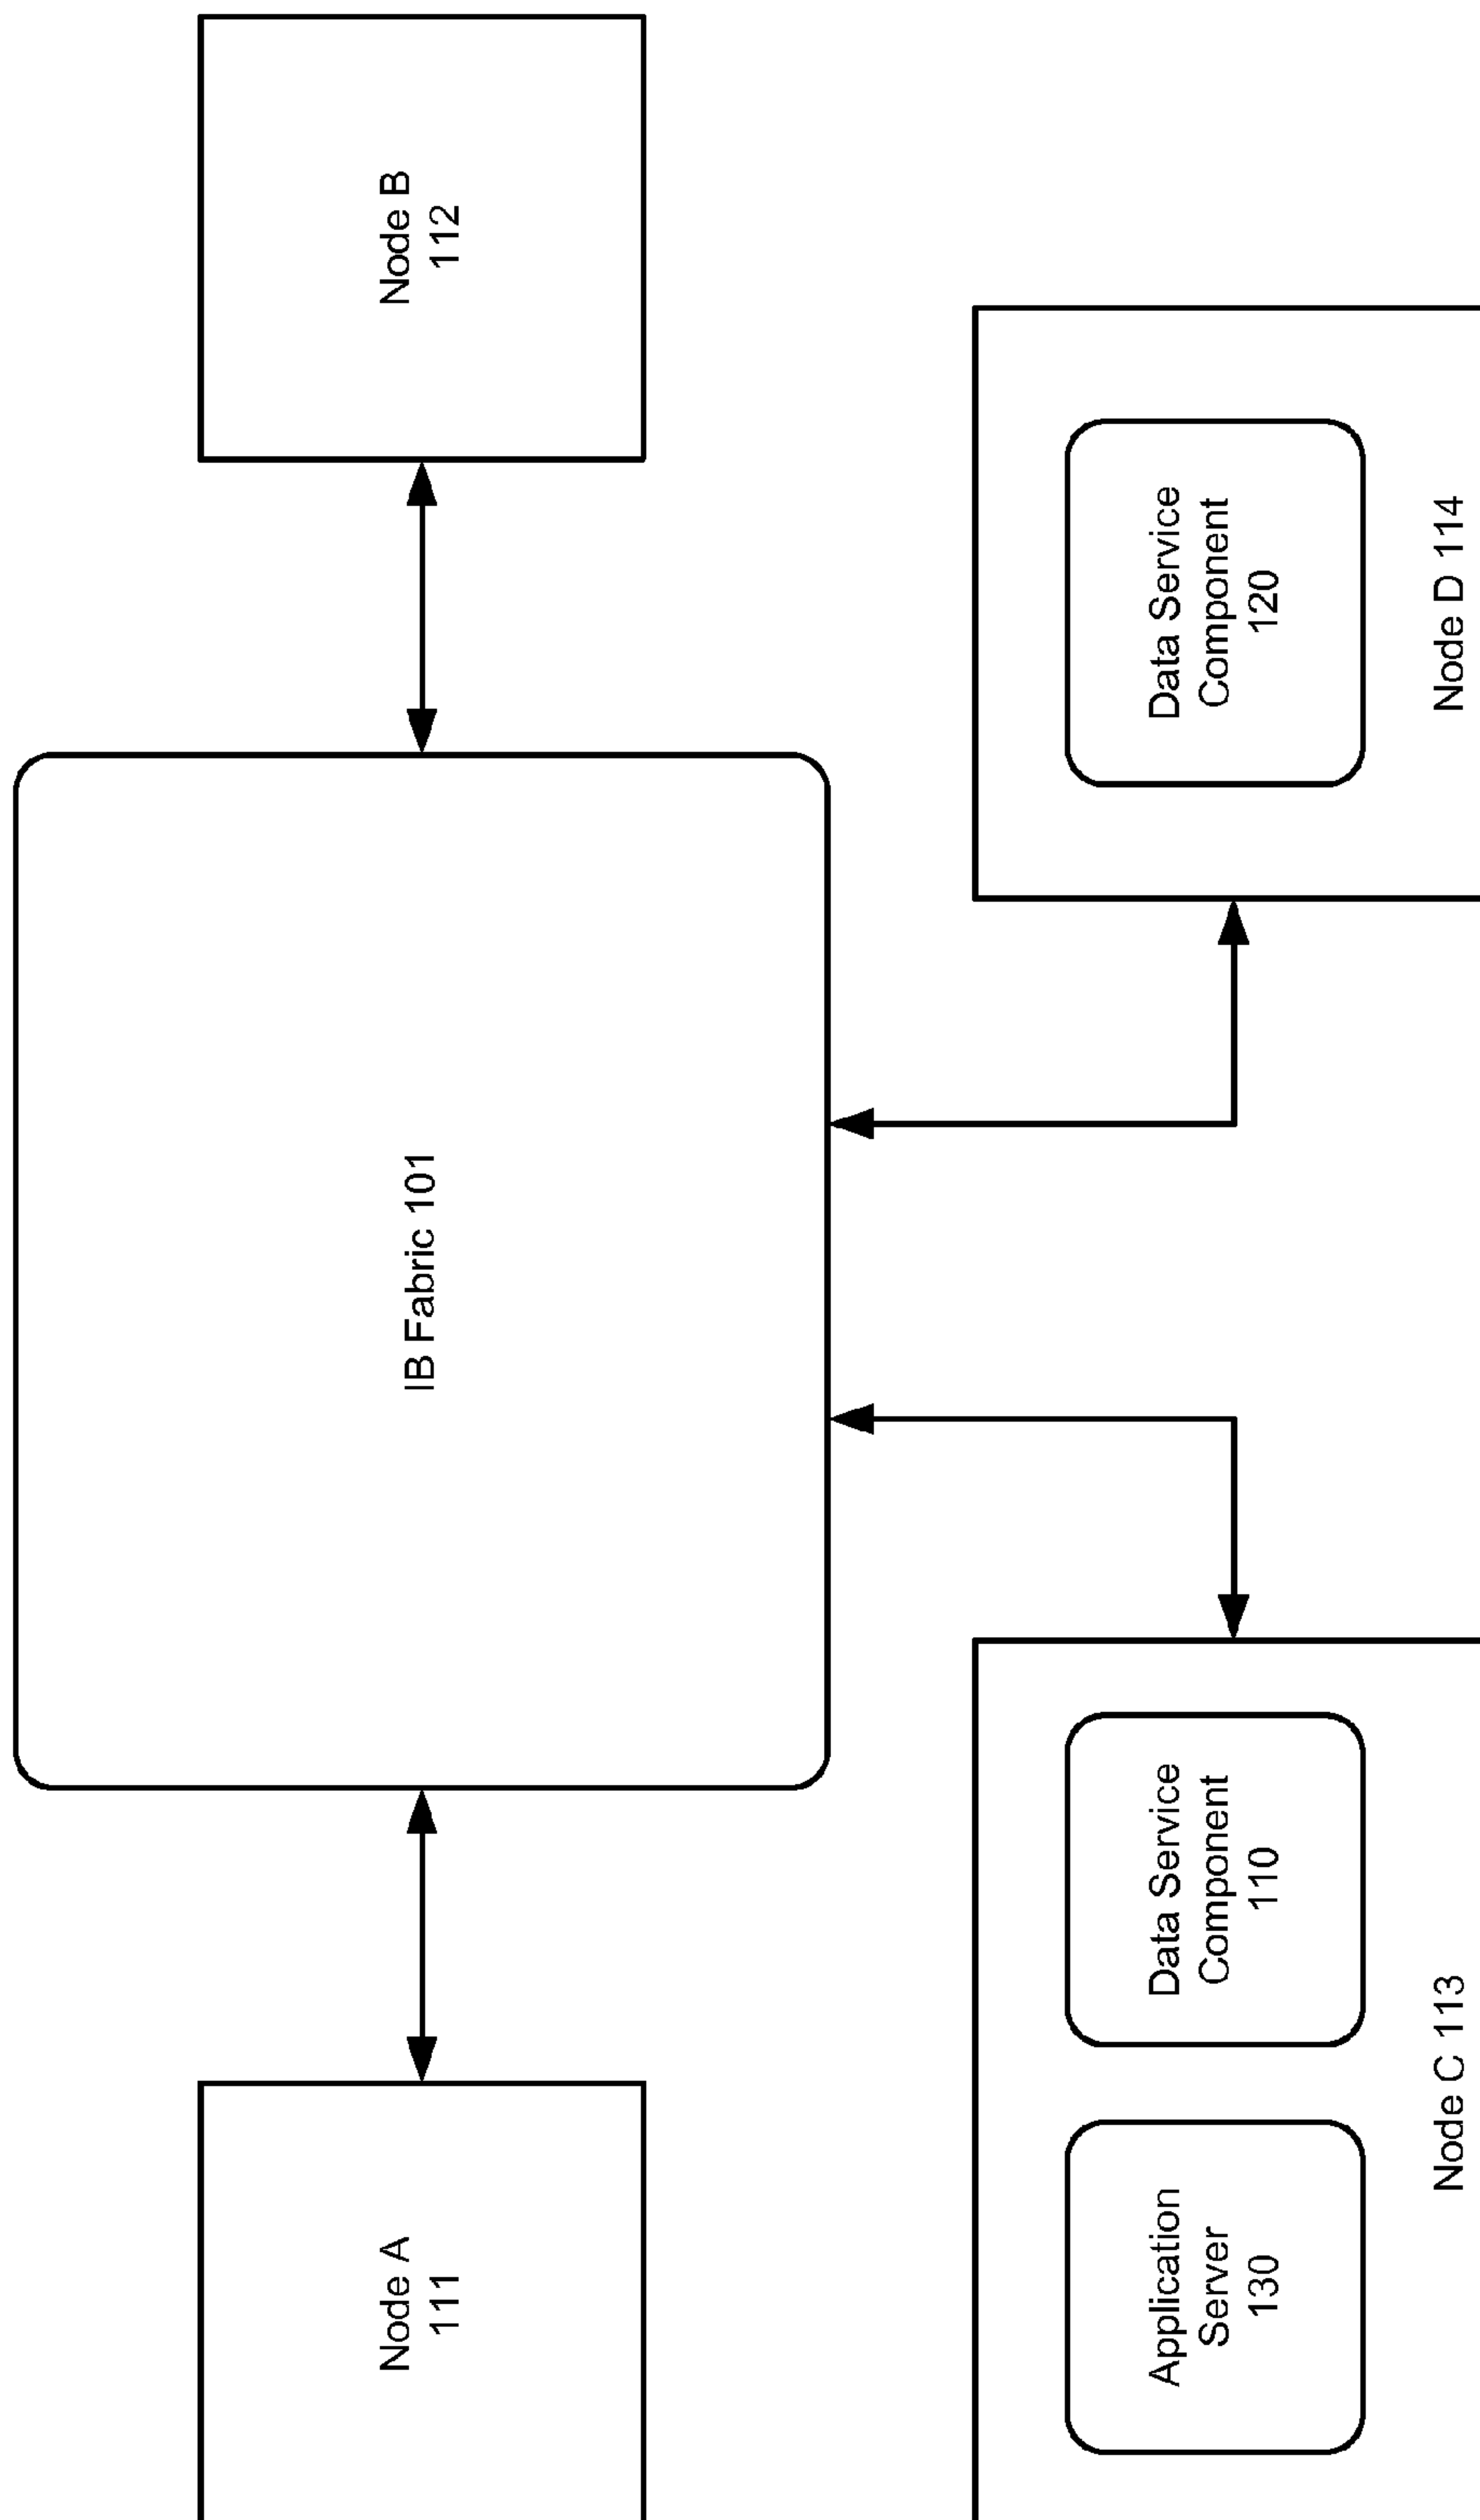 Node A
111
IB Fabric 101
Node B
112
Application
Server
130
Data Service
Component
110
Node C 113
Data Service
Component
120
Node D 114